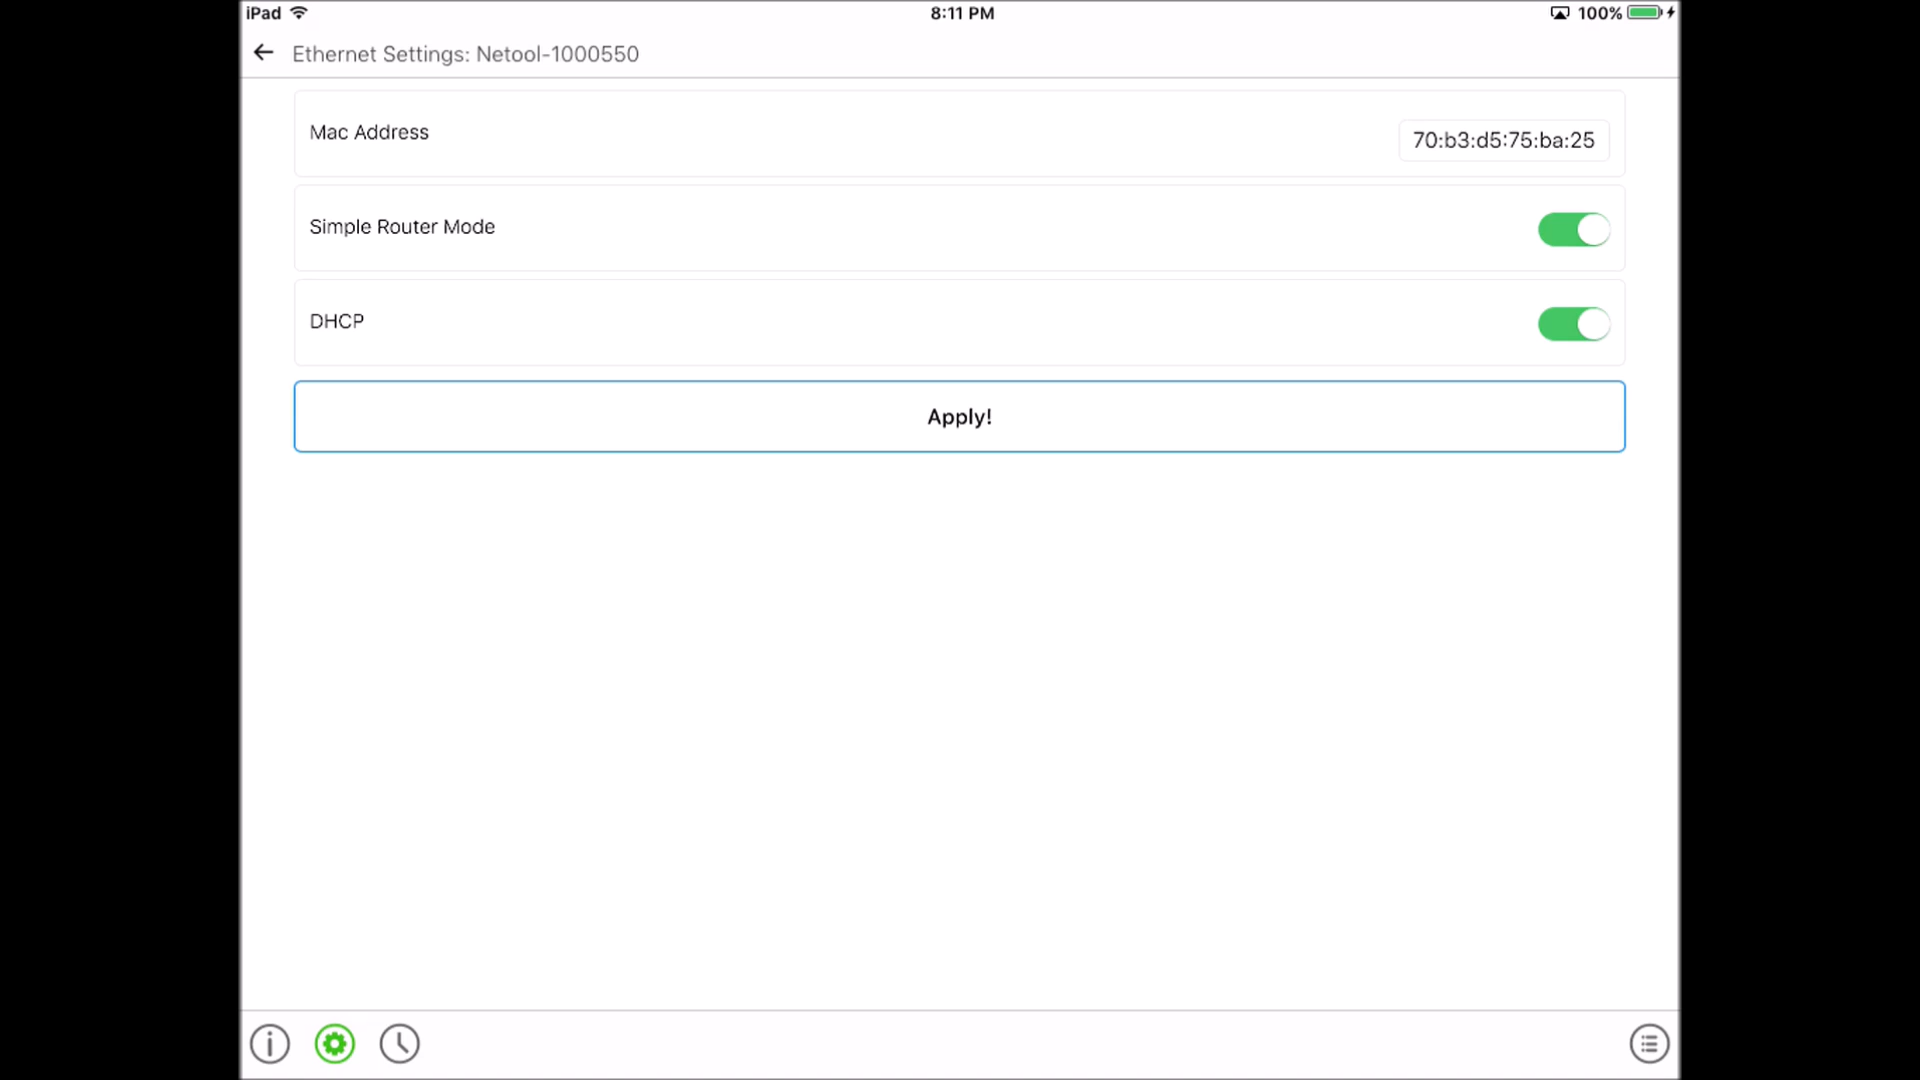 iPad 8:11 PM 100%
Ethernet Settings: Netool-1000550
Mac Address 70:b3:d5:75:ba:25
Simple Router Mode
DHCP
Apply!